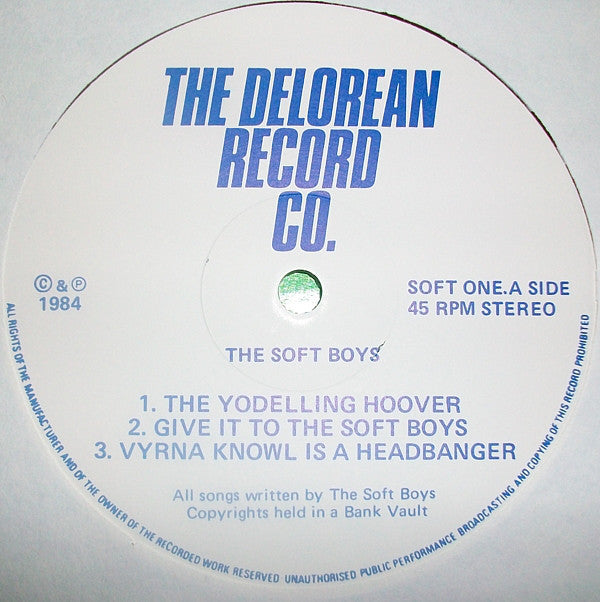 THE DELOREAN
RECORD
CO.
© & ℗
1984
SOFT ONE.A SIDE
45 RPM STEREO
THE SOFT BOYS
1. THE YODELLING HOOVER
2. GIVE IT TO THE SOFT BOYS
3. VYRNA KNOWL IS A HEADBANGER
All songs written by The Soft Boys
Copyrights held in a Bank Vault
ALL RIGHTS OF THE MANUFACTURER AND OF THE OWNER OF THE RECORDED WORK RESERVED UNAUTHORISED PUBLIC PERFORMANCE BROADCASTING AND COPYING OF THIS RECORD PROHIBITED